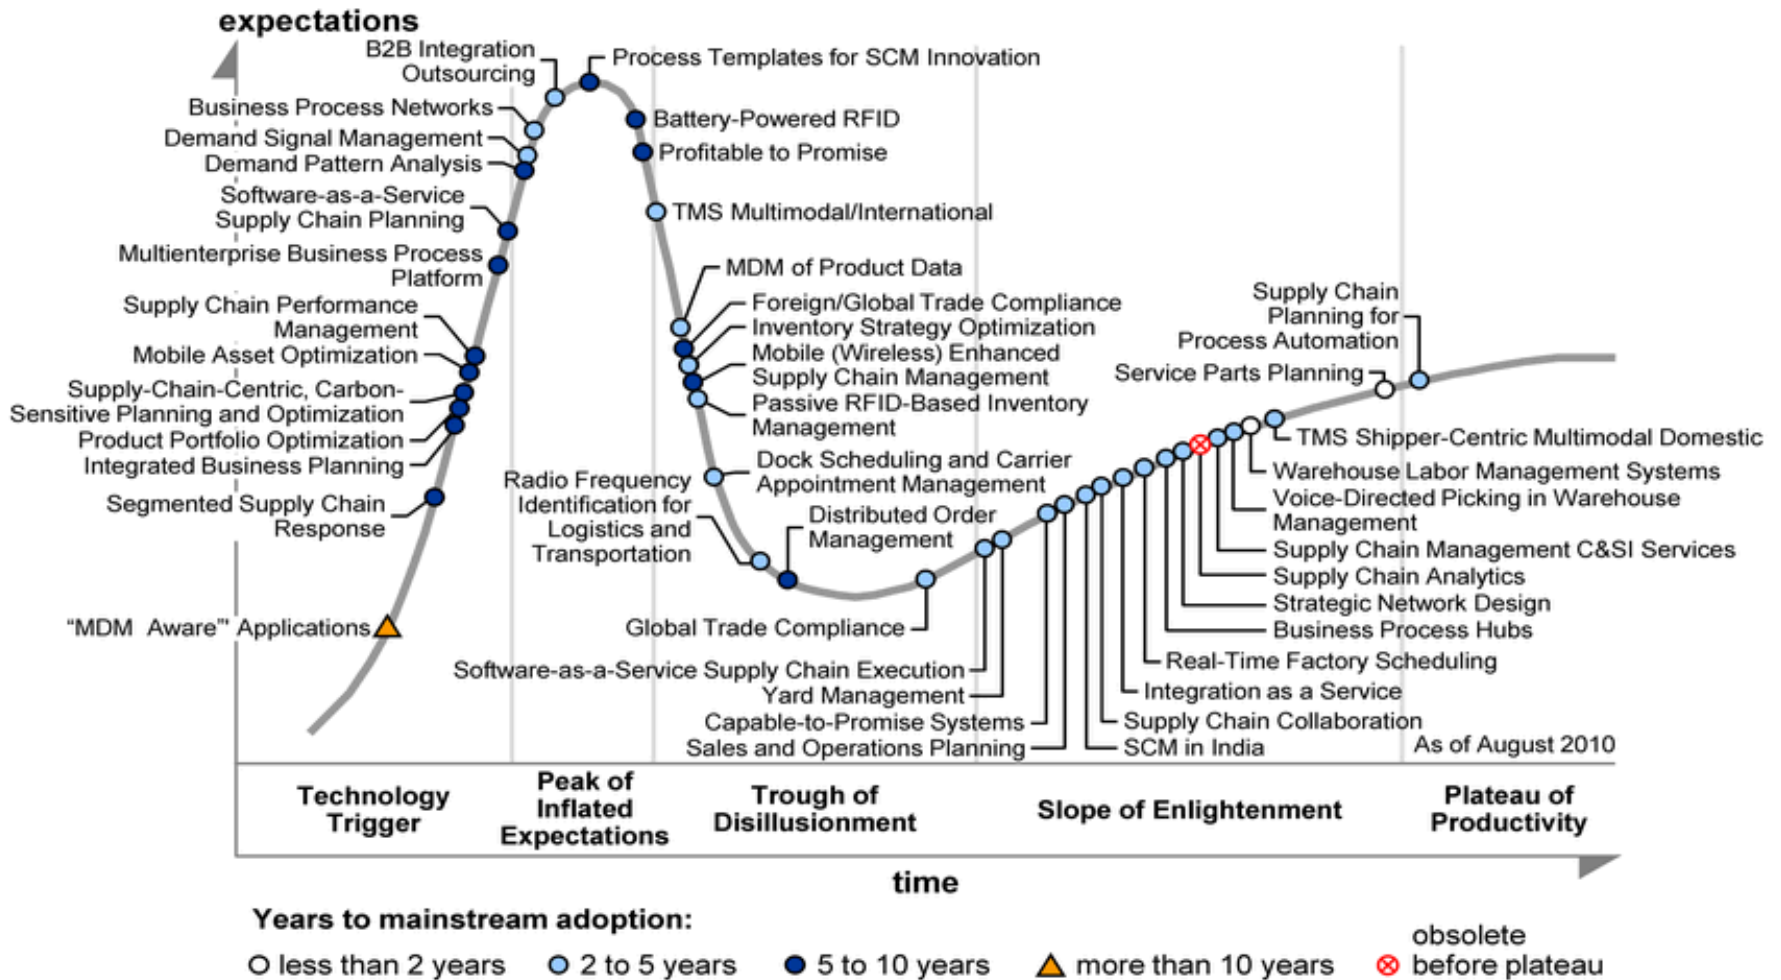 expectations
B2B Integration
Outsourcing
Process Templates for SCM Innovation
Business Process Networks
Battery-Powered RFID
Demand Signal Management
Profitable to Promise
Demand Pattern Analysis
Software-as-a-Service
Supply Chain Planning
TMS Multimodal/International
Multienterprise Business Process
Platform
MDM of Product Data
Supply Chain Performance
Management
Foreign/Global Trade Compliance
Inventory Strategy Optimization
Mobile Asset Optimization
Mobile (Wireless) Enhanced
Supply Chain Management
Supply-Chain-Centric, Carbon-
Sensitive Planning and Optimization
Passive RFID-Based Inventory
Management
Product Portfolio Optimization
Integrated Business Planning
Segmented Supply Chain
Response
Dock Scheduling and Carrier
Appointment Management
Radio Frequency
Identification for
Logistics and
Transportation
Distributed Order
Management
“MDM  Aware”' Applications
Global Trade Compliance
Software-as-a-Service Supply Chain Execution
Yard Management
Capable-to-Promise Systems
Sales and Operations Planning
Supply Chain
Planning for
Process Automation
Service Parts Planning
TMS Shipper-Centric Multimodal Domestic
Warehouse Labor Management Systems
Voice-Directed Picking in Warehouse
Management
Supply Chain Management C&SI Services
Supply Chain Analytics
Strategic Network Design
Business Process Hubs
Real-Time Factory Scheduling
Integration as a Service
Supply Chain Collaboration
SCM in India
As of August 2010
Technology
Trigger
Peak of
Inflated
Expectations
Trough of
Disillusionment
Slope of Enlightenment
Plateau of
Productivity
time
Years to mainstream adoption:
less than 2 years
2 to 5 years
5 to 10 years
more than 10 years
obsolete
before plateau